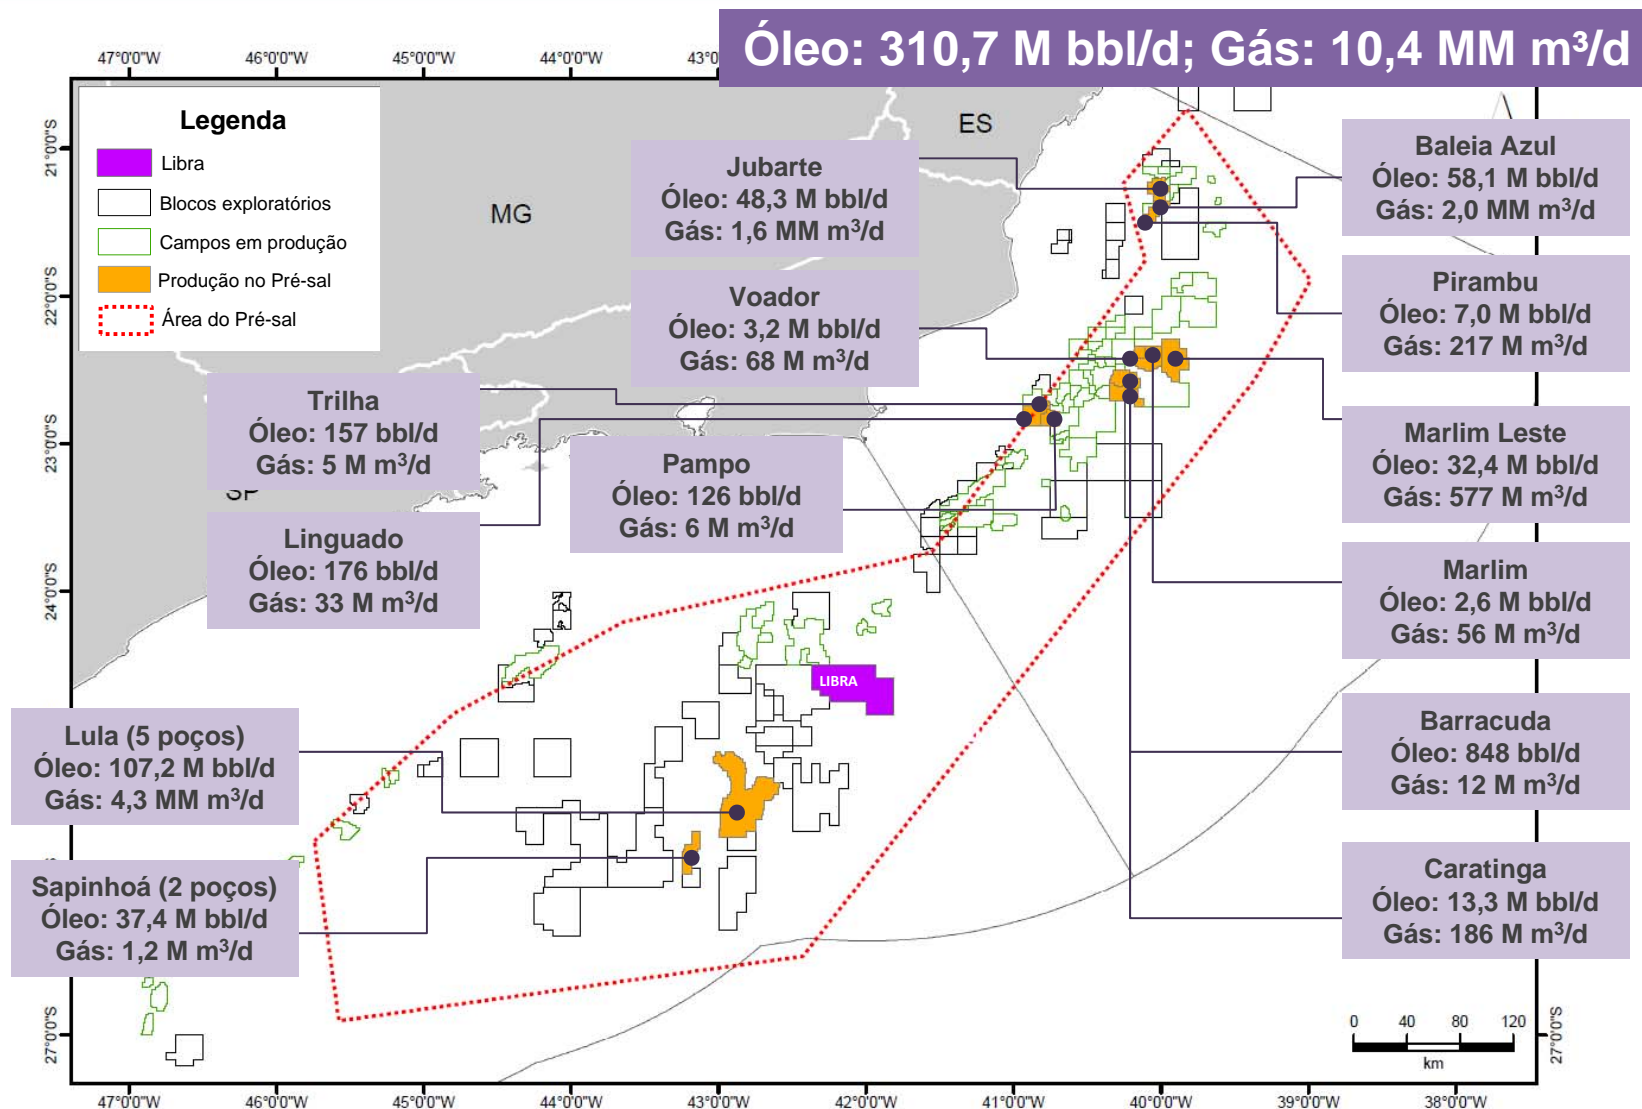 Óleo: 310,7 M bbl/d; Gás: 10,4 MM m³/d
47°0'0"W
46°0'0"W
45°0'0"W
44°0'0"W
43°0
Legenda
Libra
Blocos exploratórios
Campos em produção
Produção no Pré-sal
Área do Pré-sal
21°0'0"S
22°0'0"S
23°0'0"S
24°0'0"S
MG
ES
SP
Jubarte
Óleo: 48,3 M bbl/d
Gás: 1,6 MM m³/d
Baleia Azul
Óleo: 58,1 M bbl/d
Gás: 2,0 MM m³/d
Voador
Óleo: 3,2 M bbl/d
Gás: 68 M m³/d
Pirambu
Óleo: 7,0 M bbl/d
Gás: 217 M m³/d
Trilha
Óleo: 157 bbl/d
Gás: 5 M m³/d
Pampo
Óleo: 126 bbl/d
Gás: 6 M m³/d
Marlim Leste
Óleo: 32,4 M bbl/d
Gás: 577 M m³/d
Linguado
Óleo: 176 bbl/d
Gás: 33 M m³/d
Marlim
Óleo: 2,6 M bbl/d
Gás: 56 M m³/d
LIBRA
Lula (5 poços)
Óleo: 107,2 M bbl/d
Gás: 4,3 MM m³/d
Barracuda
Óleo: 848 bbl/d
Gás: 12 M m³/d
Sapinhoá (2 poços)
Óleo: 37,4 M bbl/d
Gás: 1,2 M m³/d
Caratinga
Óleo: 13,3 M bbl/d
Gás: 186 M m³/d
27°0'0"S
27°0'0"S
0 40 80 120
km
47°0'0"W
46°0'0"W
45°0'0"W
44°0'0"W
43°0'0"W
42°0'0"W
41°0'0"W
40°0'0"W
39°0'0"W
38°0'0"W